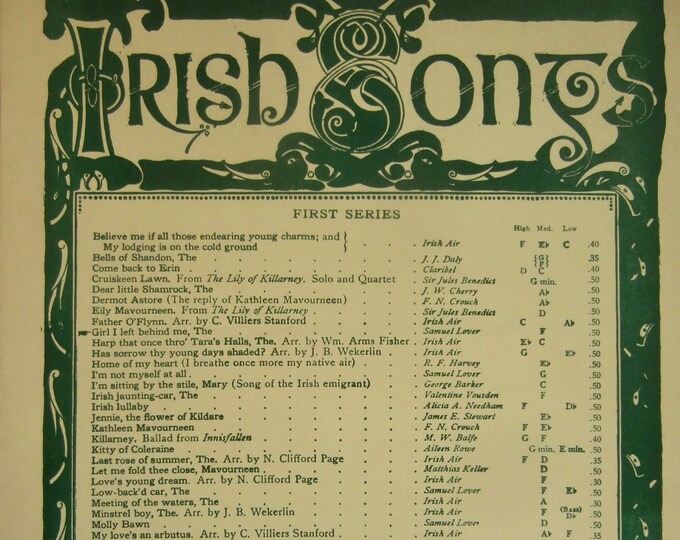 Irish Songs
FIRST SERIES
High Med. Low
Believe me if all those endearing young charms; and }
My lodging is on the cold ground } . . . . Irish Air F E♭ C .40
Bells of Shandon, The . . . . J. J. Daly {G F} .35
Come back to Erin . . . . Claribel D C .40
Cruiskeen Lawn. From The Lily of Killarney. Solo and Quartet . Sir Jules Benedict G min. .50
Dear little Shamrock, The . . . . J. W. Cherry A♭ .50
Dermot Astore (The reply of Kathleen Mavourneen) . . . F. N. Crouch A♭ .50
Eily Mavourneen. From The Lily of Killarney . . . . Sir Jules Benedict D .50
Father O'Flynn. Arr. by C. Villiers Stanford . . . . Irish Air C A♭ .50
Girl I left behind me, The . . . . Samuel Lover F .50
Harp that once thro' Tara's Halls, The. Arr. by Wm. Arms Fisher . Irish Air E♭ C .40
Has sorrow thy young days shaded? Arr. by J. B. Wekerlin . . Irish Air G E♭ .50
Home of my heart (I breathe once more my native air) . . . R. F. Harvey E♭ .50
I'm not myself at all . . . . Samuel Lover G .50
I'm sitting by the stile, Mary (Song of the Irish emigrant) . . George Barker C .50
Irish jaunting-car, The . . . . Valentine Vousden F .50
Irish lullaby . . . . Alicia A. Needham F D♭ .50
Jennie, the flower of Kildare . . . . James E. Stewart E♭ .50
Kathleen Mavourneen . . . . F. N. Crouch F E♭ .50
Killarney. Ballad from Innisfallen . . . . M. W. Balfe G F .40
Kitty of Coleraine . . . . Aileen Rowe G min. E min. .50
Last rose of summer, The. Arr. by N. Clifford Page . . . Irish Air F D .35
Let me fold thee close, Mavourneen . . . . Matthias Keller D .50
Love's young dream. Arr. by N. Clifford Page . . . . Irish Air F .30
Low-back'd car, The . . . . Samuel Lover F E♭ .50
Meeting of the waters, The . . . . Irish Air A .30
Minstrel boy, The. Arr. by J. B. Wekerlin . . . . Irish Air F (Bass) D♭ .50
Molly Bawn . . . . Samuel Lover D .50
My love's an arbutus. Arr. by C. Villiers Stanford . . . Irish Air A♭ F .35